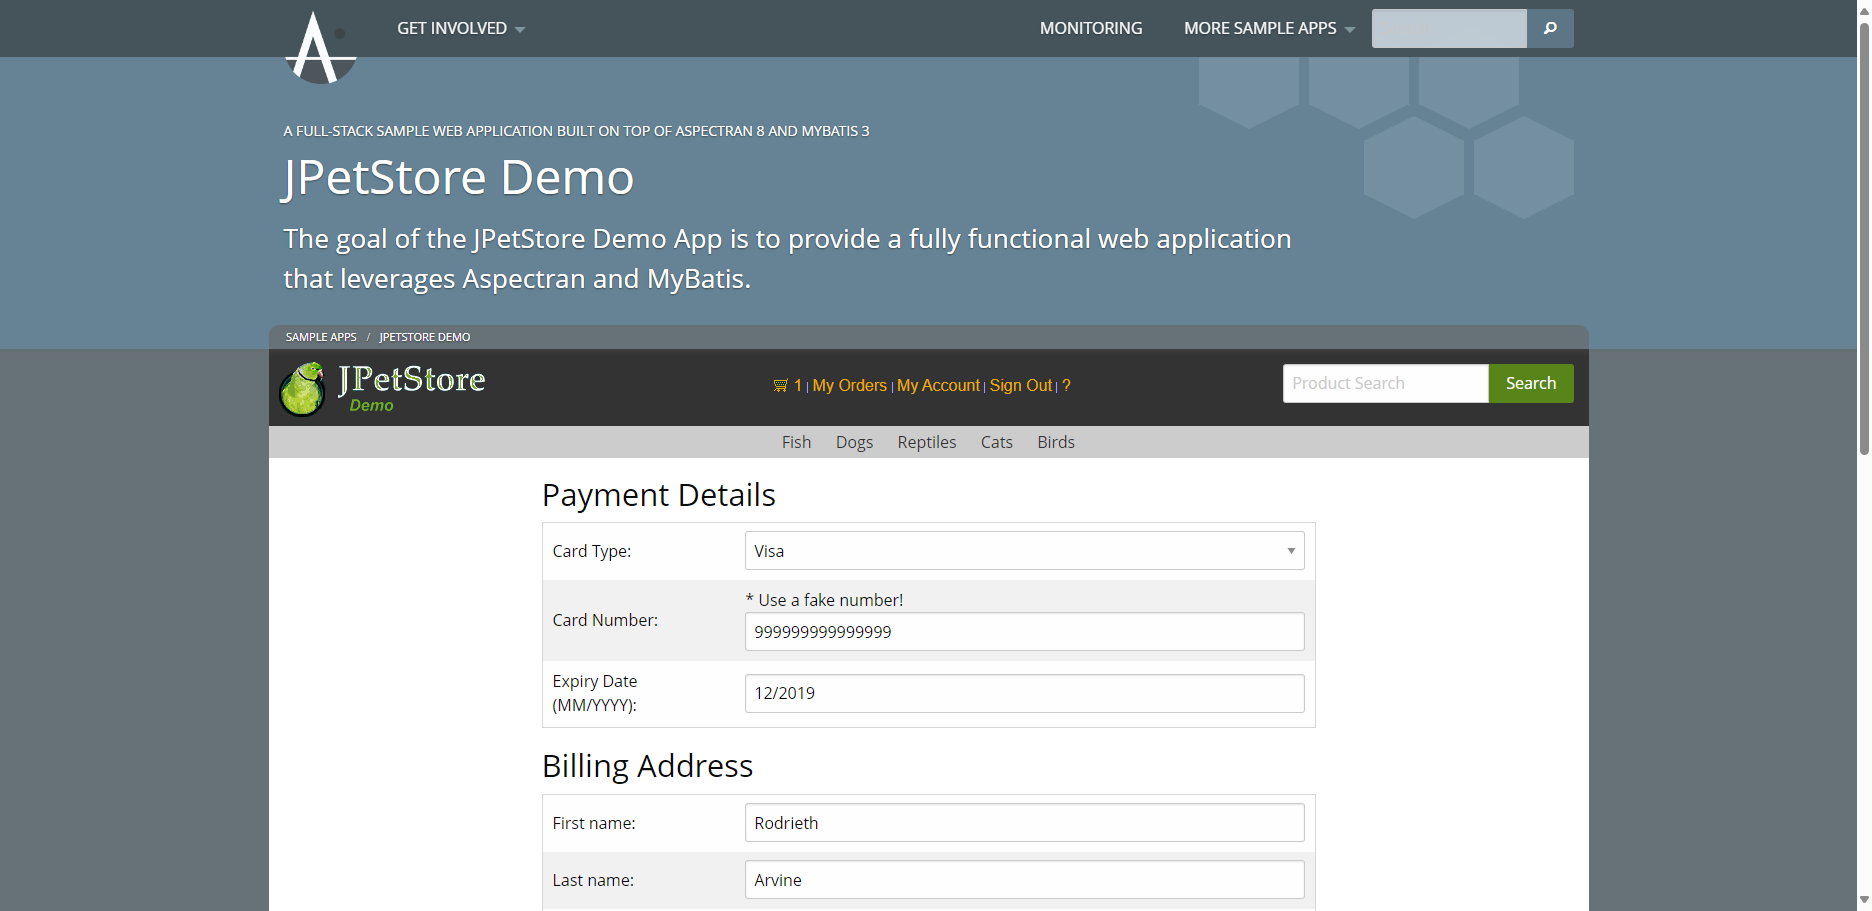 GET INVOLVED
MONITORING
MORE SAMPLE APPS
A FULL-STACK SAMPLE WEB APPLICATION BUILT ON TOP OF ASPECTRAN 8 AND MYBATIS 3
JPetStore Demo
The goal of the JPetStore Demo App is to provide a fully functional web application
that leverages Aspectran and MyBatis.
SAMPLE APPS / JPETSTORE DEMO
JPetStore
Demo
1 | My Orders | My Account | Sign Out | ?
Product Search
Search
Fish Dogs Reptiles Cats Birds
Payment Details
Card Type: Visa
* Use a fake number!
Card Number: 999999999999999
Expiry Date
(MM/YYYY):
12/2019
Billing Address
First name: Rodrieth
Last name: Arvine